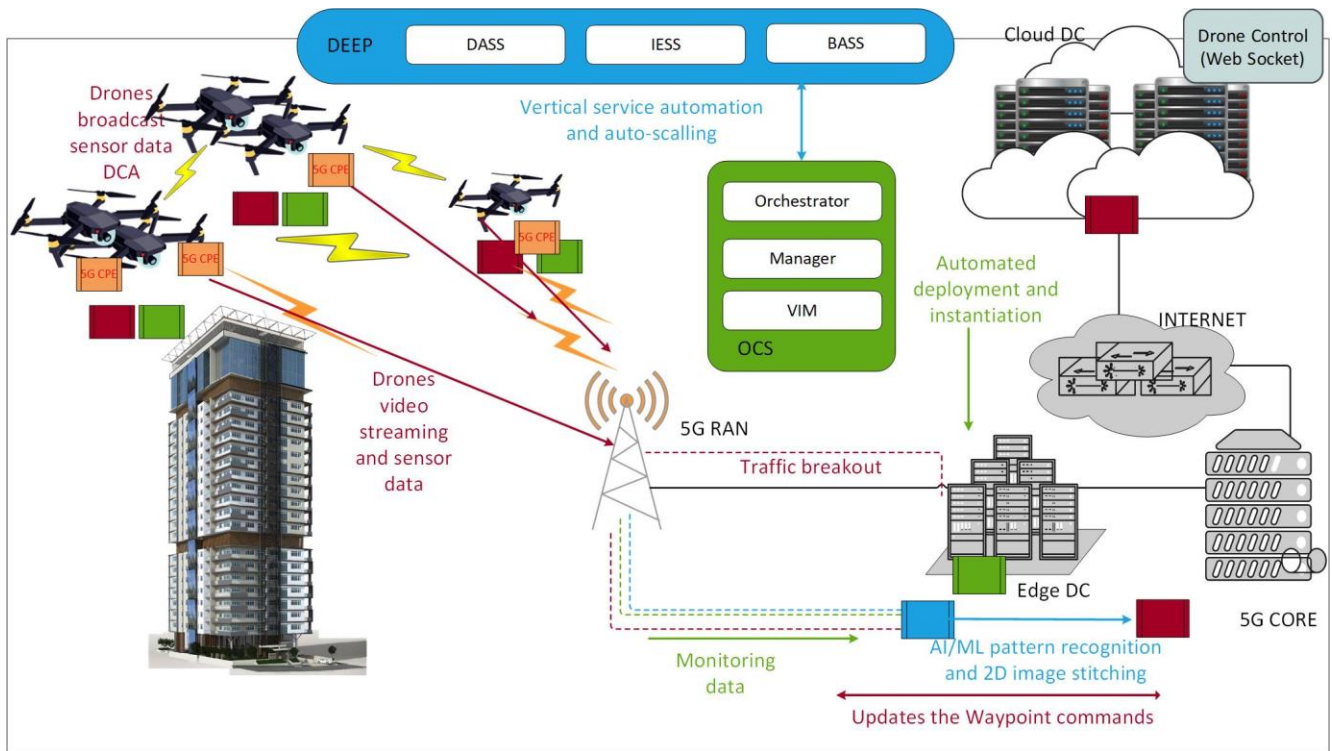 DEEP
DASS
IESS
BASS
Cloud DC
Drone Control
(Web Socket)
Drones
broadcast
sensor data
DCA
Vertical service automation
and auto-scalling
5G CPE
5G CPE
5G CPE
5G CPE
Orchestrator
Manager
VIM
OCS
Automated
deployment and
instantiation
INTERNET
Drones
video
streaming
and sensor
data
5G RAN
Traffic breakout
Edge DC
5G CORE
Monitoring
data
AI/ML pattern recognition
and 2D image stitching
Updates the Waypoint commands